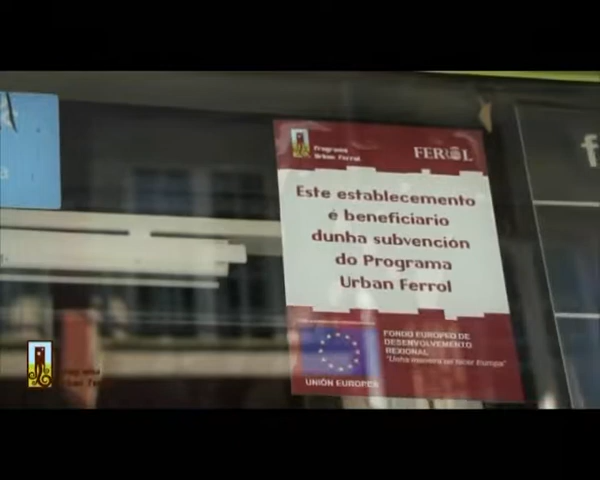 Programa
Urban Ferrol
FERROL
Este establecemento
é beneficiario
dunha subvención
do Programa
Urban Ferrol
FONDO EUROPEO DE
DESENVOLVEMENTO
REXIONAL
"Unha maneira de facer Europa"
UNIÓN EUROPEA
a
f